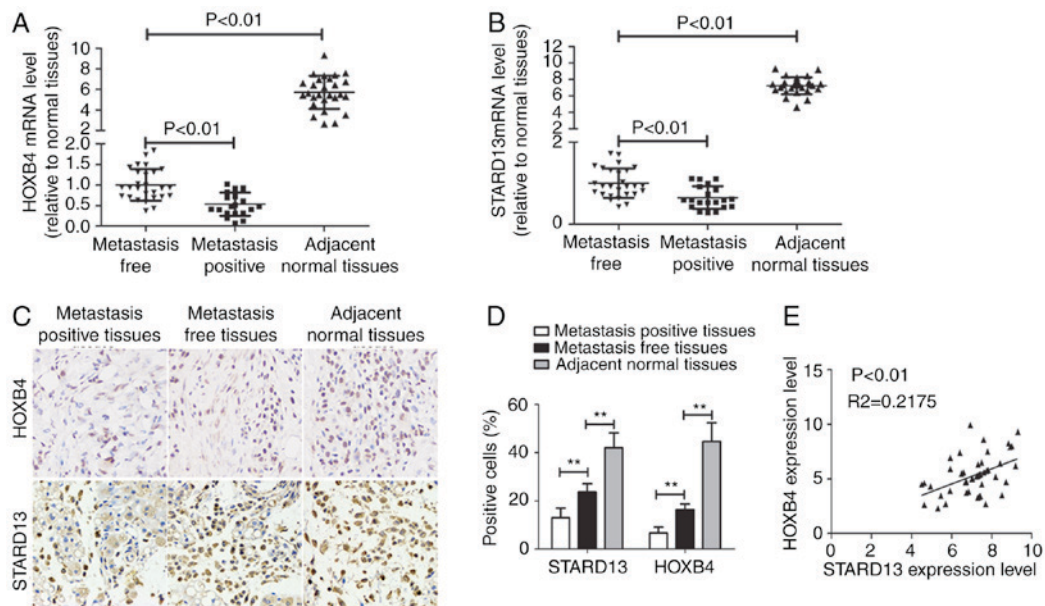 A
HOXB4 mRNA level
(relative to normal tissues)
P<0.01
P<0.01
10
8
6
4
2
2.0
1.5
1.0
0.5
0.0
Metastasis
free
Metastasis
positive
Adjacent
normal tissues
B
STARD13mRNA level
(relative to normal tissues)
P<0.01
P<0.01
12
10
8
6
4
2
2
1
0
Metastasis
free
Metastasis
positive
Adjacent
normal tissues
C
Metastasis
positive tissues
Metastasis
free tissues
Adjacent
normal tissues
HOXB4
STARD13
D
Metastasis positive tissues
Metastasis free tissues
Adjacent normal tissues
Positive cells (%)
60
40
20
0
**
**
**
**
STARD13
HOXB4
E
HOXB4 expression level
15
10
5
0
P<0.01
R2=0.2175
0
2
4
6
8
10
STARD13 expression level